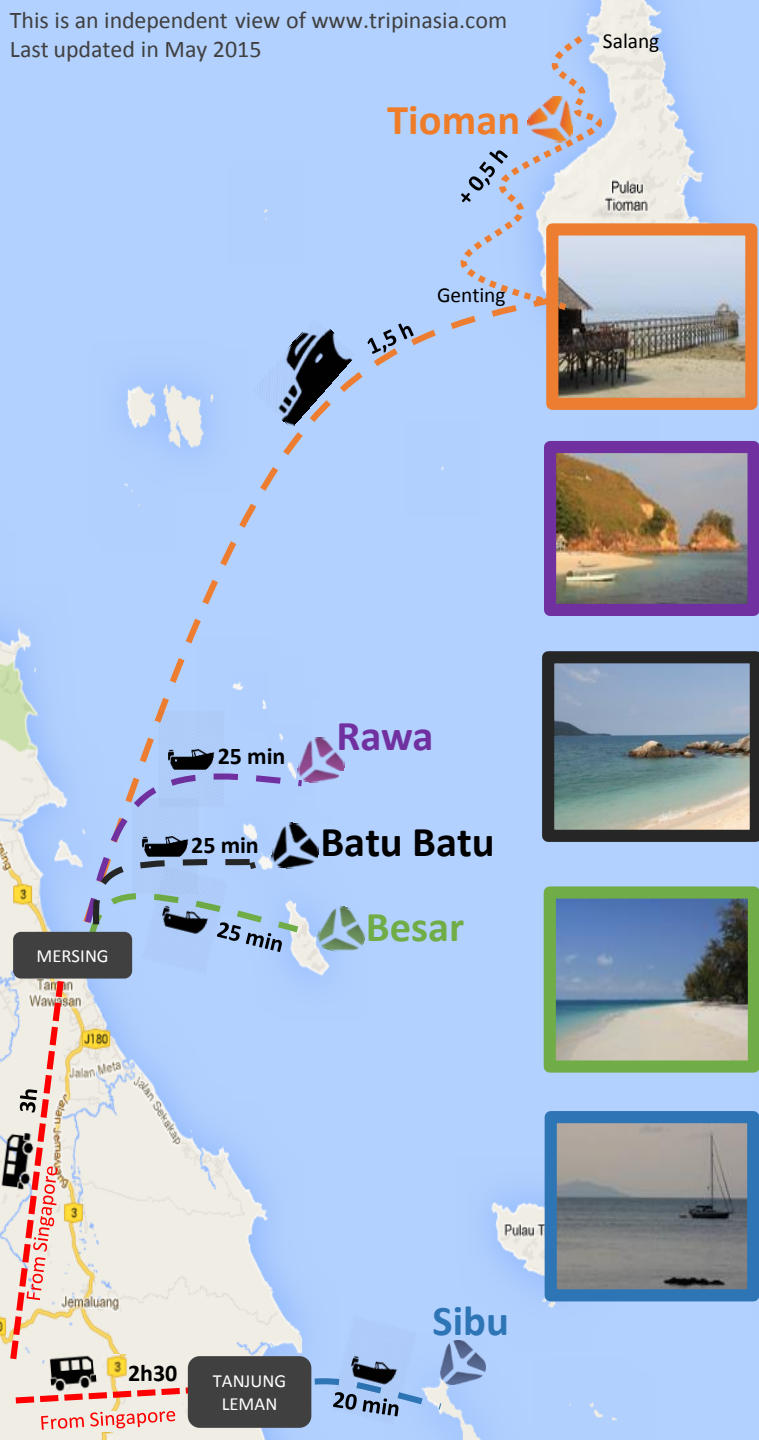 This is an independent view of www.tripinasia.com
Last updated in May 2015
Salang
Tioman
+ 0,5 h
Pulau
Tioman
Genting
1,5 h
Rawa
25 min
25 min
Batu Batu
Besar
25 min
3
MERSING
Taman
Wawasan
J180
Jalan Meta
Jalan Sekakap
3h
From Singapore
3
Pulau T
Jemaluang
Sibu
3
2h30
TANJUNG
LEMAN
20 min
From Singapore